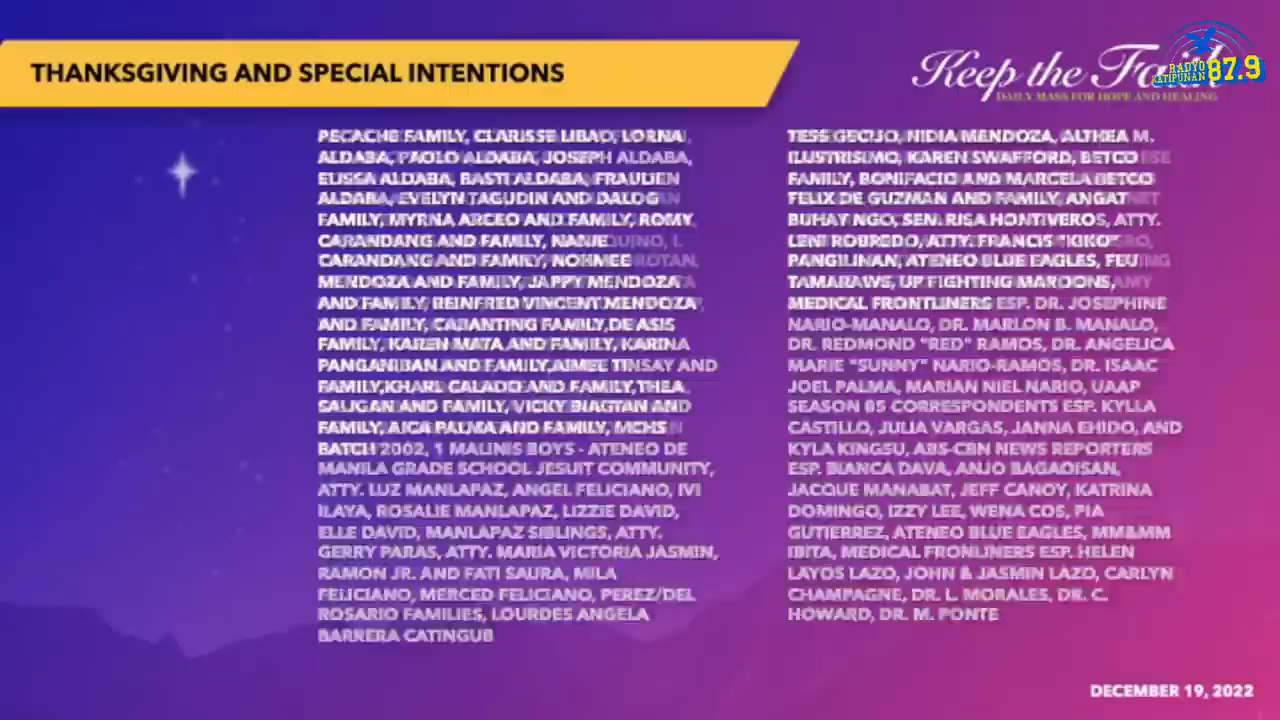 THANKSGIVING AND SPECIAL INTENTIONS
Keep the Faith
DAILY MASS FOR HOPE AND HEALING
RADYO
KATIPUNAN 87.9
PECACHE FAMILY, CLARISSE LIBAO, LORNA
ALDABA, PAOLO ALDABA, JOSEPH ALDABA,
ELISSA ALDABA, BASTI ALDABA, FRAULIEN
ALDABA, EVELYN TAGUDIN AND DALOG
FAMILY, MYRNA ARCEO AND FAMILY, ROMY
CARANDANG AND FAMILY, NANIE
CARANDANG AND FAMILY, NOHMEE
MENDOZA AND FAMILY, JAPPY MENDOZA
AND FAMILY, REINFRED VINCENT MENDOZA
AND FAMILY, CABANTING FAMILY,DE ASIS
FAMILY, KAREN MATA AND FAMILY, KARINA
PANGANIBAN AND FAMILY,AIMEE TINSAY AND
FAMILY,KHARL CALADO AND FAMILY,THEA
SALIGAN AND FAMILY, VICKY BIAGTAN AND
FAMILY, AICA PALMA AND FAMILY, MCHS
BATCH 2002, 1 MALINIS BOYS - ATENEO DE
MANILA GRADE SCHOOL JESUIT COMMUNITY,
ATTY. LUZ MANLAPAZ, ANGEL FELICIANO, IVI
ILAYA, ROSALIE MANLAPAZ, LIZZIE DAVID,
ELLE DAVID, MANLAPAZ SIBLINGS, ATTY.
GERRY PARAS, ATTY. MARIA VICTORIA JASMIN,
RAMON JR. AND FATI SAURA, MILA
FELICIANO, MERCED FELICIANO, PEREZ/DEL
ROSARIO FAMILIES, LOURDES ANGELA
BARRERA CATINGUB
TESS GECIJO, NIDIA MENDOZA, ALTHEA M.
ILUSTRISIMO, KAREN SWAFFORD, BETCO
FAMILY, BONIFACIO AND MARCELA BETCO
FELIX DE GUZMAN AND FAMILY, ANGAT
BUHAY NGO, SEN. RISA HONTIVEROS, ATTY.
LENI ROBREDO, ATTY. FRANCIS "KIKO"
PANGILINAN, ATENEO BLUE EAGLES, FEU
TAMARAWS, UP FIGHTING MAROONS,
MEDICAL FRONTLINERS ESP. DR. JOSEPHINE
NARIO-MANALO, DR. MARLON B. MANALO,
DR. REDMOND "RED" RAMOS, DR. ANGELICA
MARIE "SUNNY" NARIO-RAMOS, DR. ISAAC
JOEL PALMA, MARIAN NIEL NARIO, UAAP
SEASON 85 CORRESPONDENTS ESP. KYLLA
CASTILLO, JULIA VARGAS, JANNA EHIDO, AND
KYLA KINGSU, ABS-CBN NEWS REPORTERS
ESP. BIANCA DAVA, ANJO BAGAOISAN,
JACQUE MANABAT, JEFF CANOY, KATRINA
DOMINGO, IZZY LEE, WENA COS, PIA
GUTIERREZ, ATENEO BLUE EAGLES, MM&MM
IBITA, MEDICAL FRONLINERS ESP. HELEN
LAYOS LAZO, JOHN & JASMIN LAZO, CARLYN
CHAMPAGNE, DR. L. MORALES, DR. C.
HOWARD, DR. M. PONTE
DECEMBER 19, 2022